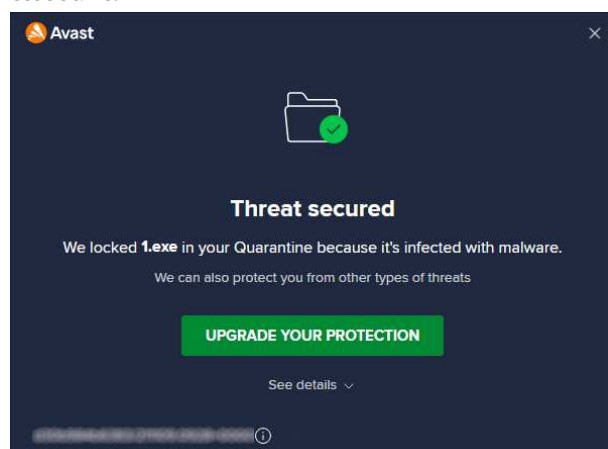 Avast
Threat secured
We locked 1.exe in your Quarantine because it's infected with malware.
We can also protect you from other types of threats
UPGRADE YOUR PROTECTION
See details